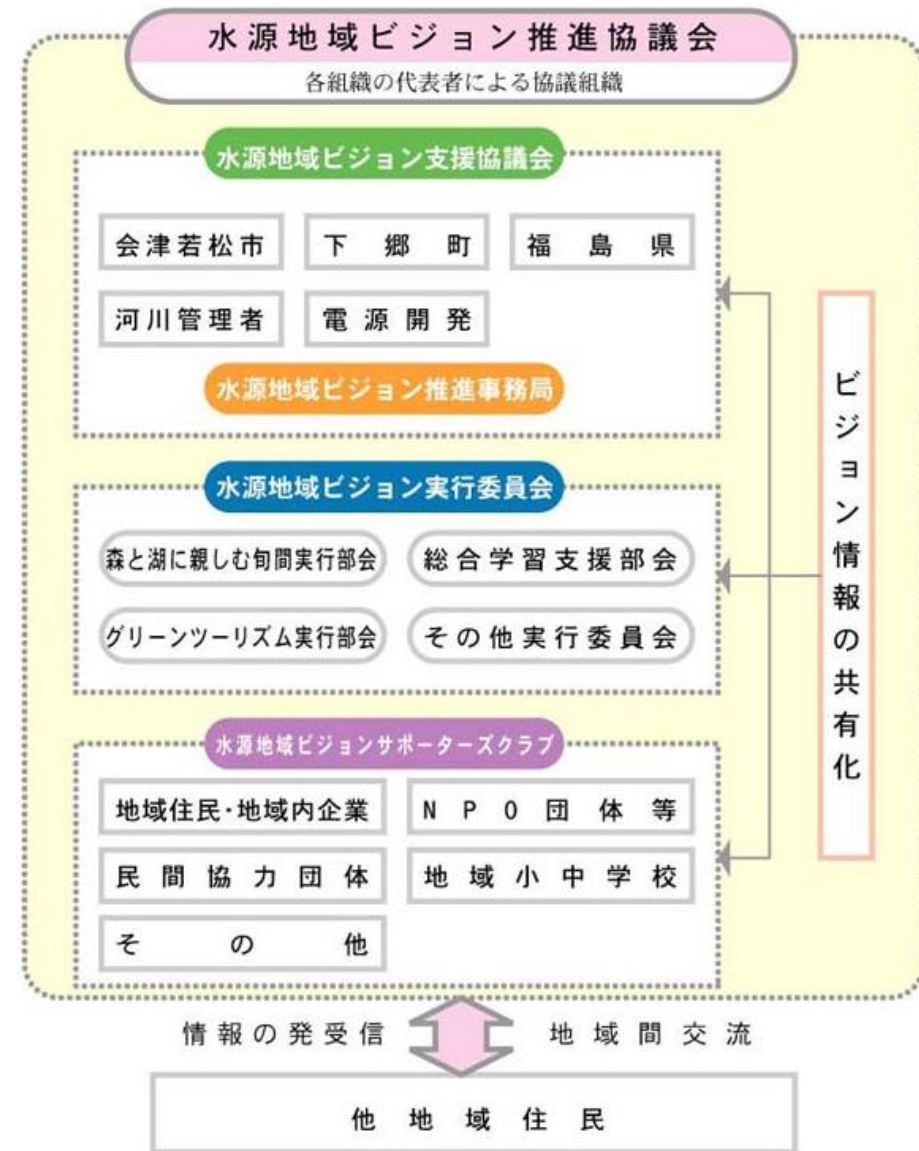 水源地域ビジョン推進協議会
各組織の代表者による協議組織
水源地域ビジョン支援協議会
会津若松市
下郷町
福島県
河川管理者
電源開発
水源地域ビジョン推進事務局
水源地域ビジョン実行委員会
森と湖に親しむ旬間実行部会
総合学習支援部会
グリーンツーリズム実行部会
その他実行委員会
水源地域ビジョンサポーターズクラブ
地域住民・地域内企業
NPO団体等
民間協力団体
地域小中学校
その他
ビジョン情報の共有化
情報の発受信
地域間交流
他地域住民